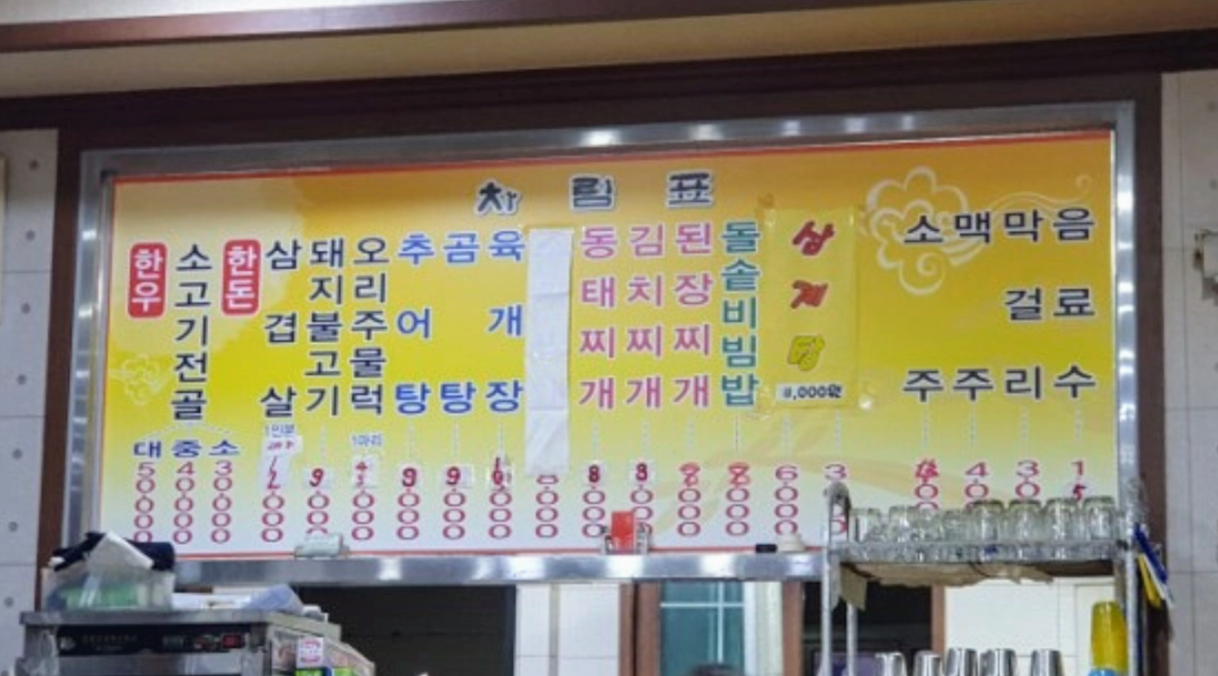 차림표
한우
소고기전골
대 50000
중 40000
소 30000
한돈
삼겹살
1인분
돼지불고기 9000
오리주물럭
1마리
추어탕 9000
곰탕 9000
육개장
동태찌개 8000
김치찌개 8000
된장찌개 8000
돌솥비빔밥 8000
삼계탕
소주
맥주
막걸리
음료수